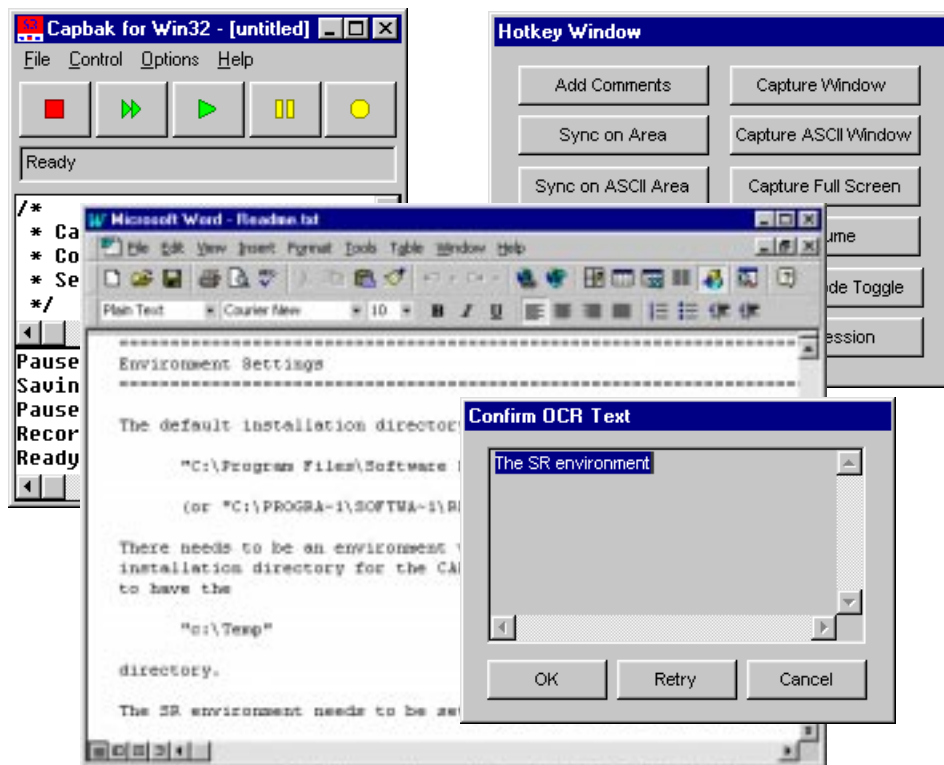 S3 Capbak for Win32 - [untitled]
File Control Options Help
Ready
/*
* Ca
* Co
* Se
*/
Pause
Savin
Pause
Recor
Ready
Hotkey Window
Add Comments
Capture Window
Sync on Area
Capture ASCII Window
Sync on ASCII Area
Capture Full Screen
ume
de Toggle
ession
Microsoft Word - Readme.txt
File Edit View Insert Format Tools Table Window Help
Plain Text Courier New 10 B I U
================================================
Environment Settings
================================================
The default installation director
"C:\Program Files\Software
(or "C:\PROGRA~1\SOFTWA~1\
There needs to be an environment
installation directory for the CA
to have the
"c:\Temp"
directory.
The SR environment needs to be se
Confirm OCR Text
The SR environment
OK Retry Cancel